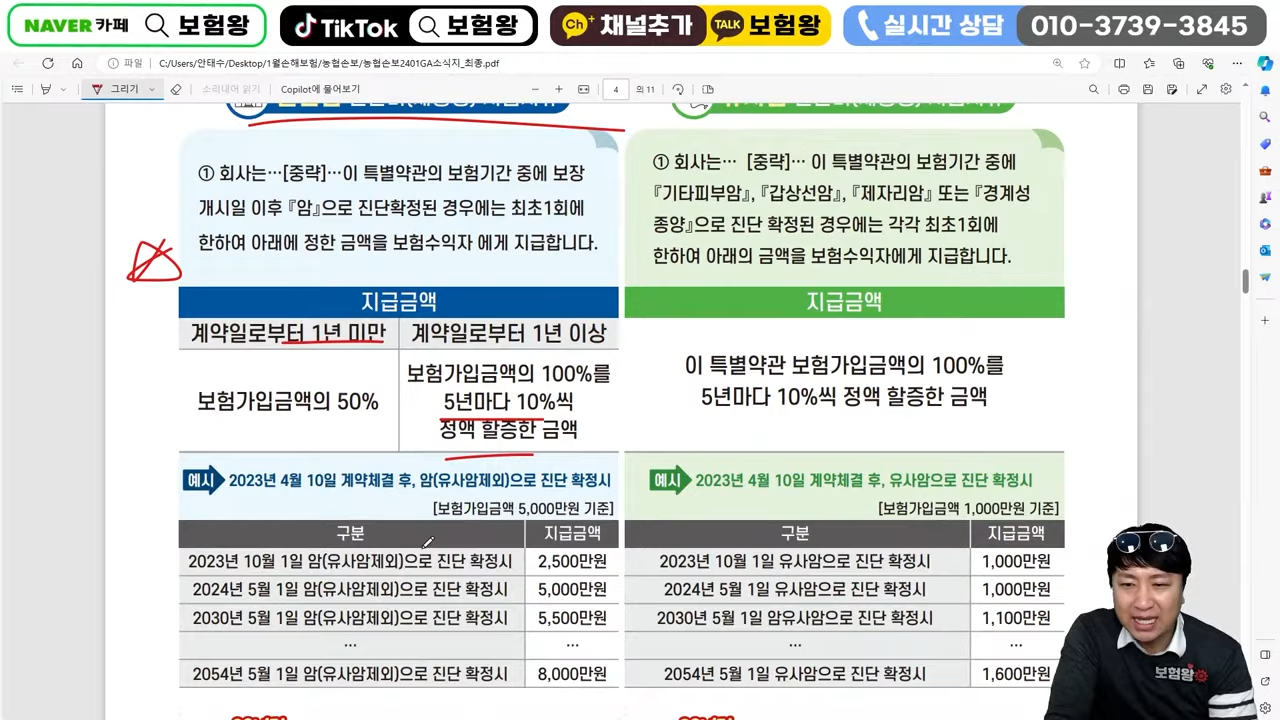 NAVER 카페 보험왕
TikTok 보험왕
Ch+ 채널추가 TALK 보험왕
실시간 상담 010-3739-3845
파일 C:/Users/안태수/Desktop/1월손해보험/농협손보/농협손보2401GA소식지_최종.pdf
그리기 소리내어 읽기 Copilot에 물어보기 4 의 11
① 회사는…[중략]…이 특별약관의 보험기간 중에 보장
개시일 이후 『암』으로 진단확정된 경우에는 최초1회에
한하여 아래에 정한 금액을 보험수익자 에게 지급합니다.
지급금액
계약일로부터 1년 미만 계약일로부터 1년 이상
보험가입금액의 50%
보험가입금액의 100%를
5년마다 10%씩
정액 할증한 금액
예시 2023년 4월 10일 계약체결 후, 암(유사암제외)으로 진단 확정시
[보험가입금액 5,000만원 기준]
구분 지급금액
2023년 10월 1일 암(유사암제외)으로 진단 확정시 2,500만원
2024년 5월 1일 암(유사암제외)으로 진단 확정시 5,000만원
2030년 5월 1일 암(유사암제외)으로 진단 확정시 5,500만원
… …
2054년 5월 1일 암(유사암제외)으로 진단 확정시 8,000만원
① 회사는… [중략]… 이 특별약관의 보험기간 중에
『기타피부암』, 『갑상선암』, 『제자리암』 또는 『경계성
종양』으로 진단 확정된 경우에는 각각 최초1회에
한하여 아래의 금액을 보험수익자에게 지급합니다.
지급금액
이 특별약관 보험가입금액의 100%를
5년마다 10%씩 정액 할증한 금액
예시 2023년 4월 10일 계약체결 후, 유사암으로 진단 확정시
[보험가입금액 1,000만원 기준]
구분 지급금액
2023년 10월 1일 유사암으로 진단 확정시 1,000만원
2024년 5월 1일 유사암으로 진단 확정시 1,000만원
2030년 5월 1일 암유사암으로 진단 확정시 1,100만원
… …
2054년 5월 1일 유사암으로 진단 확정시 1,600만원
보험왕